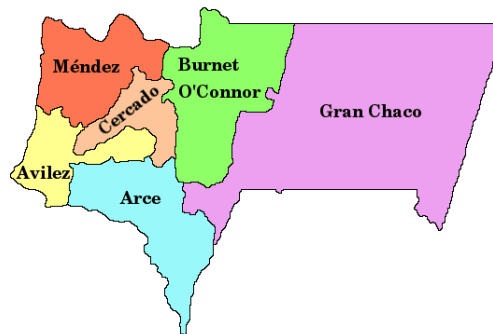 Méndez
Burnet
O'Connor
Cercado
Gran Chaco
Avilez
Arce